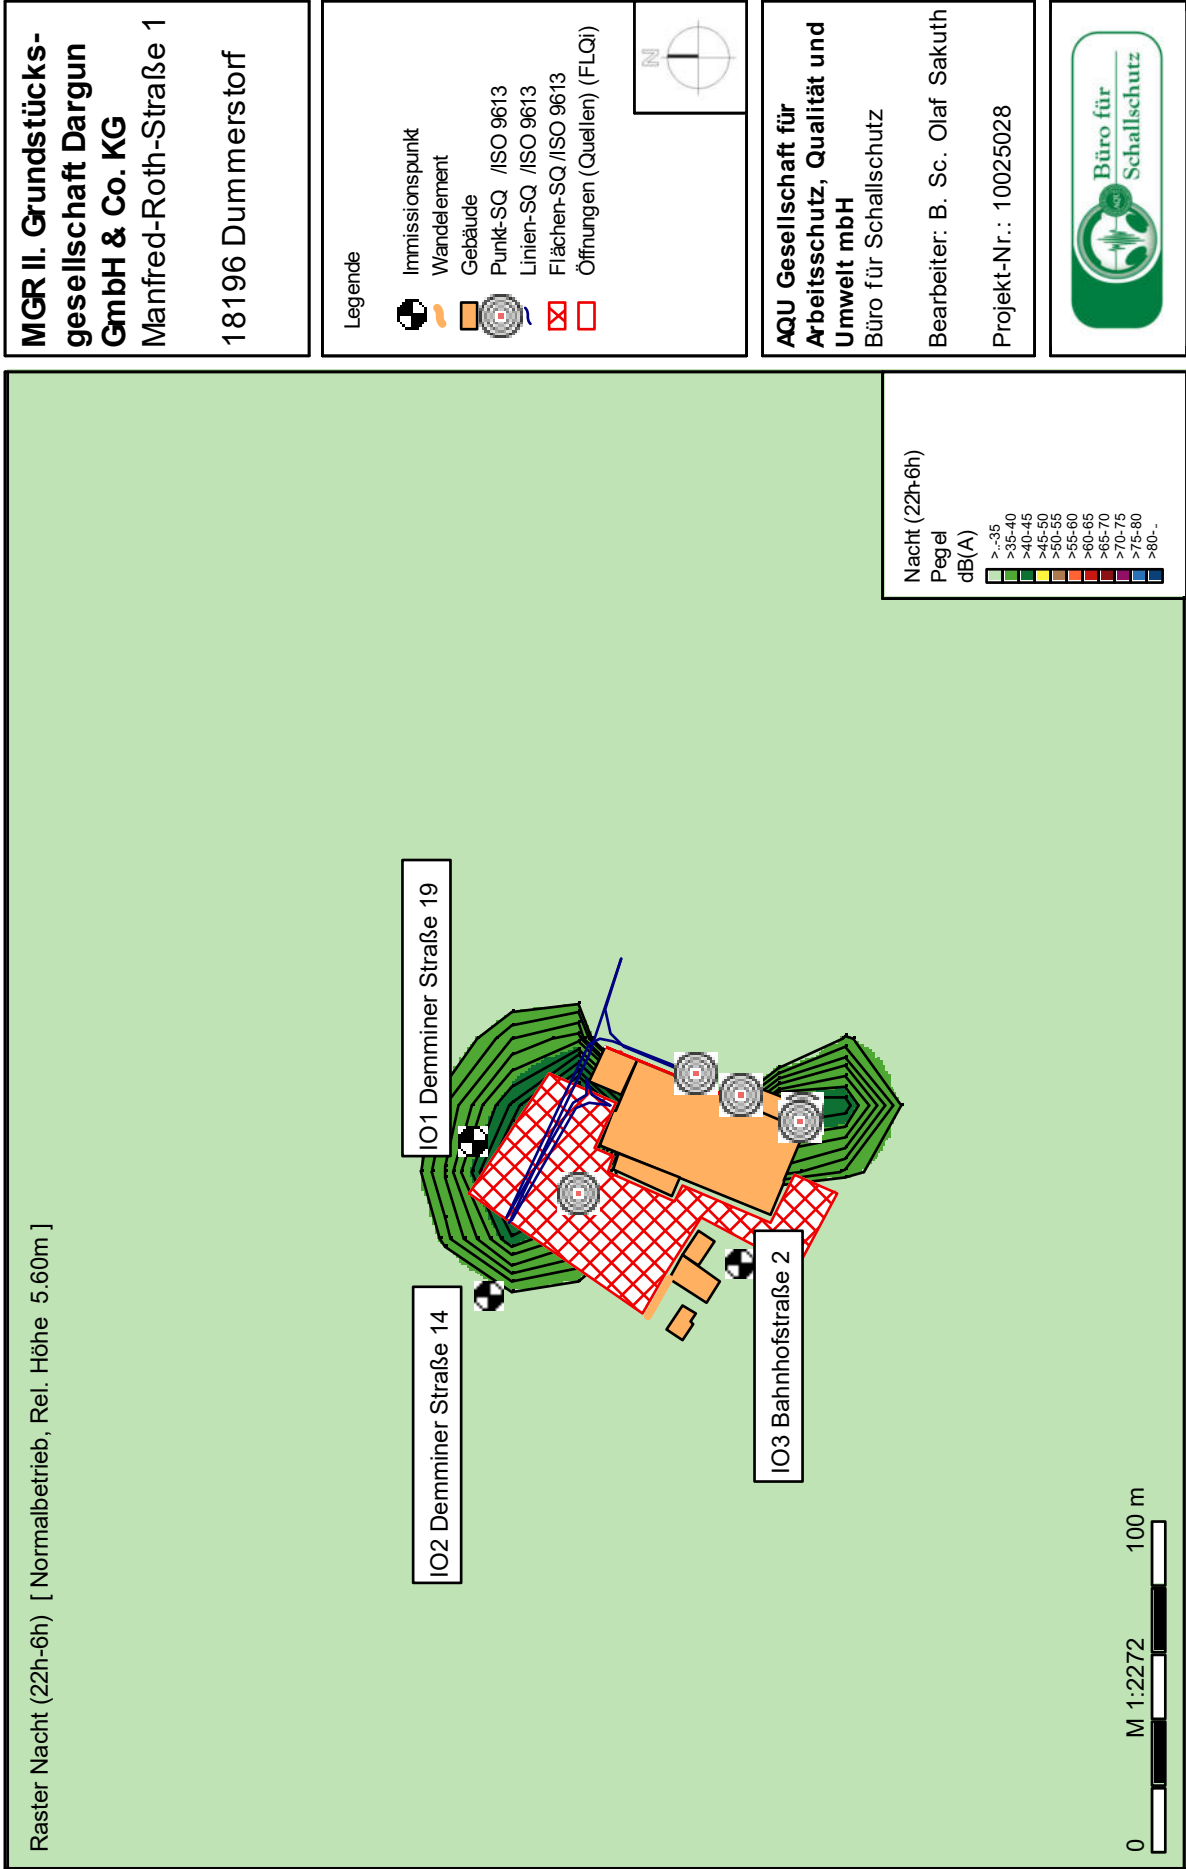 Raster Nacht (22h-6h) [ Normalbetrieb, Rel. Höhe 5.60m ]
IO1 Demminer Straße 19
IO2 Demminer Straße 14
IO3 Bahnhofstraße 2
0 M 1:2272 100 m
Nacht (22h-6h)
Pegel
dB(A)
>..-35
>35-40
>40-45
>45-50
>50-55
>55-60
>60-65
>65-70
>70-75
>75-80
>80-..
MGR II. Grundstücks-
gesellschaft Dargun
GmbH & Co. KG
Manfred-Roth-Straße 1
18196 Dummerstorf
Legende
Immissionspunkt
Wandelement
Gebäude
Punkt-SQ /ISO 9613
Linien-SQ /ISO 9613
Flächen-SQ /ISO 9613
Öffnungen (Quellen) (FLQi)
N
AQU Gesellschaft für
Arbeitsschutz, Qualität und
Umwelt mbH
Büro für Schallschutz
Bearbeiter: B. Sc. Olaf Sakuth
Projekt-Nr.: 10025028
AQU
Büro für
Schallschutz